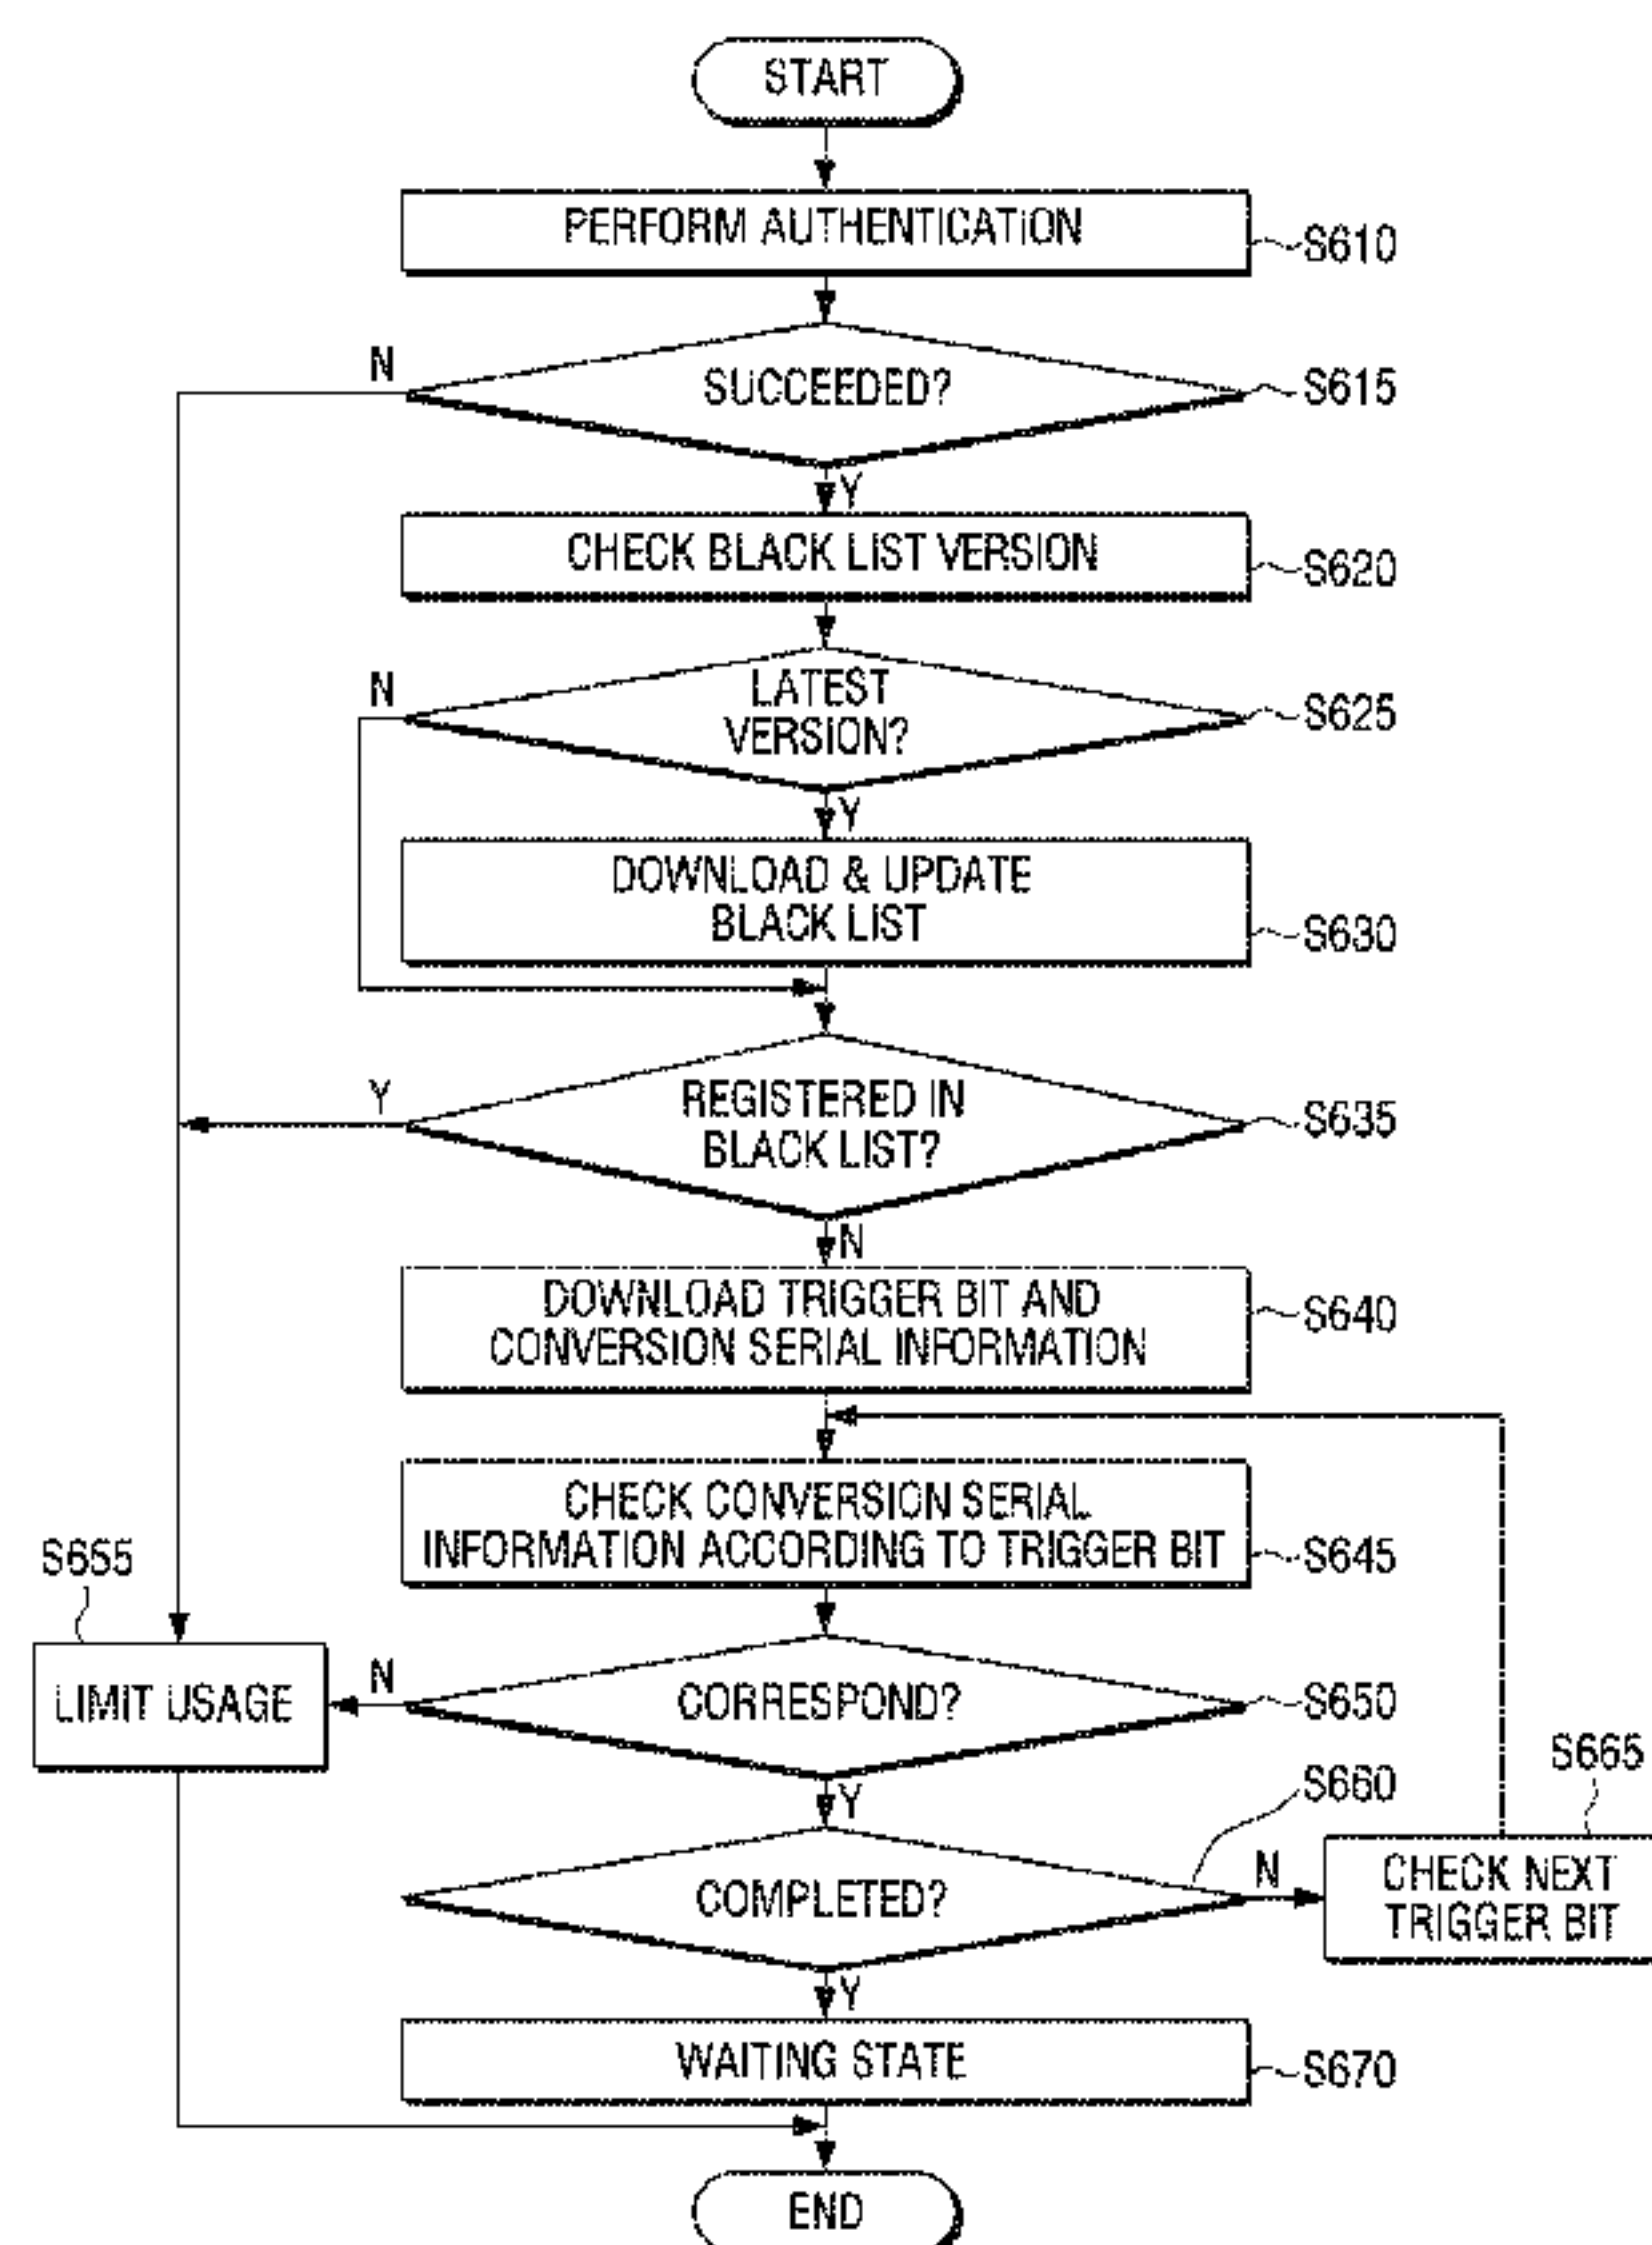 START
PERFORM AUTHENTICATION
S610
N
SUCCEEDED?
S615
Y
CHECK BLACK LIST VERSION
S620
N
LATEST
VERSION?
S625
Y
DOWNLOAD & UPDATE
BLACK LIST
S630
Y
REGISTERED IN
BLACK LIST?
S635
N
DOWNLOAD TRIGGER BIT AND
CONVERSION SERIAL INFORMATION
S640
CHECK CONVERSION SERIAL
INFORMATION ACCORDING TO TRIGGER BIT
S645
S655
LIMIT USAGE
N
CORRESPOND?
S650
Y
S660
S665
COMPLETED?
N
CHECK NEXT
TRIGGER BIT
Y
WAITING STATE
S670
END